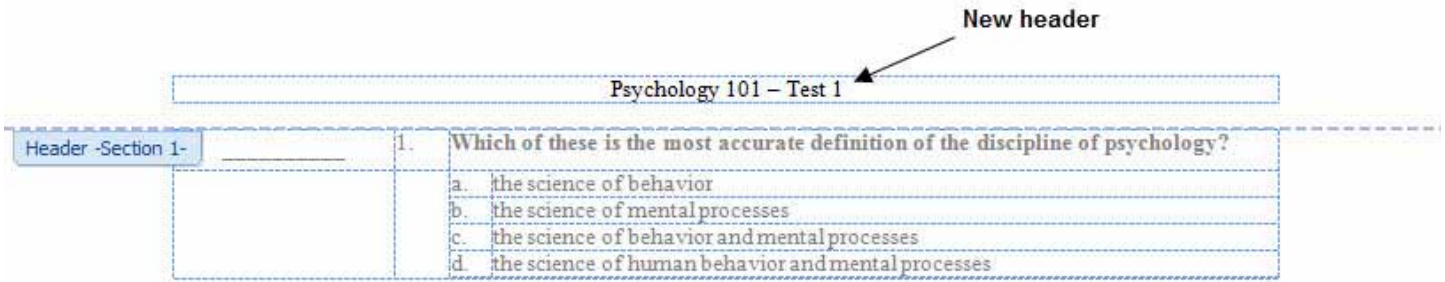 New header
Psychology 101 – Test 1
Header -Section 1-
__________ 1. Which of these is the most accurate definition of the discipline of psychology?
a. the science of behavior
b. the science of mental processes
c. the science of behavior and mental processes
d. the science of human behavior and mental processes